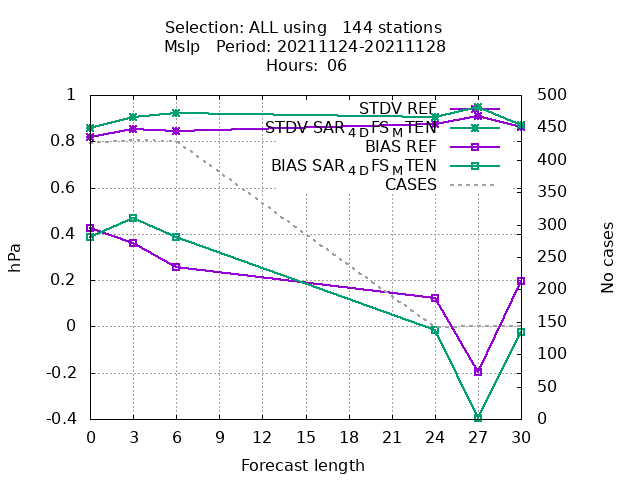 Selection: ALL using   144 stations
Mslp   Period: 20211124-20211128
Hours: 06
1
0.8
0.6
0.4
0.2
0
-0.2
-0.4
hPa
STDV REF
STDV SAR4DFSMTEN
BIAS REF
BIAS SAR4DFSMTEN
CASES
500
450
400
350
300
250
200
150
100
50
0
No cases
0 3 6 9 12 15 18 21 24 27 30
Forecast length